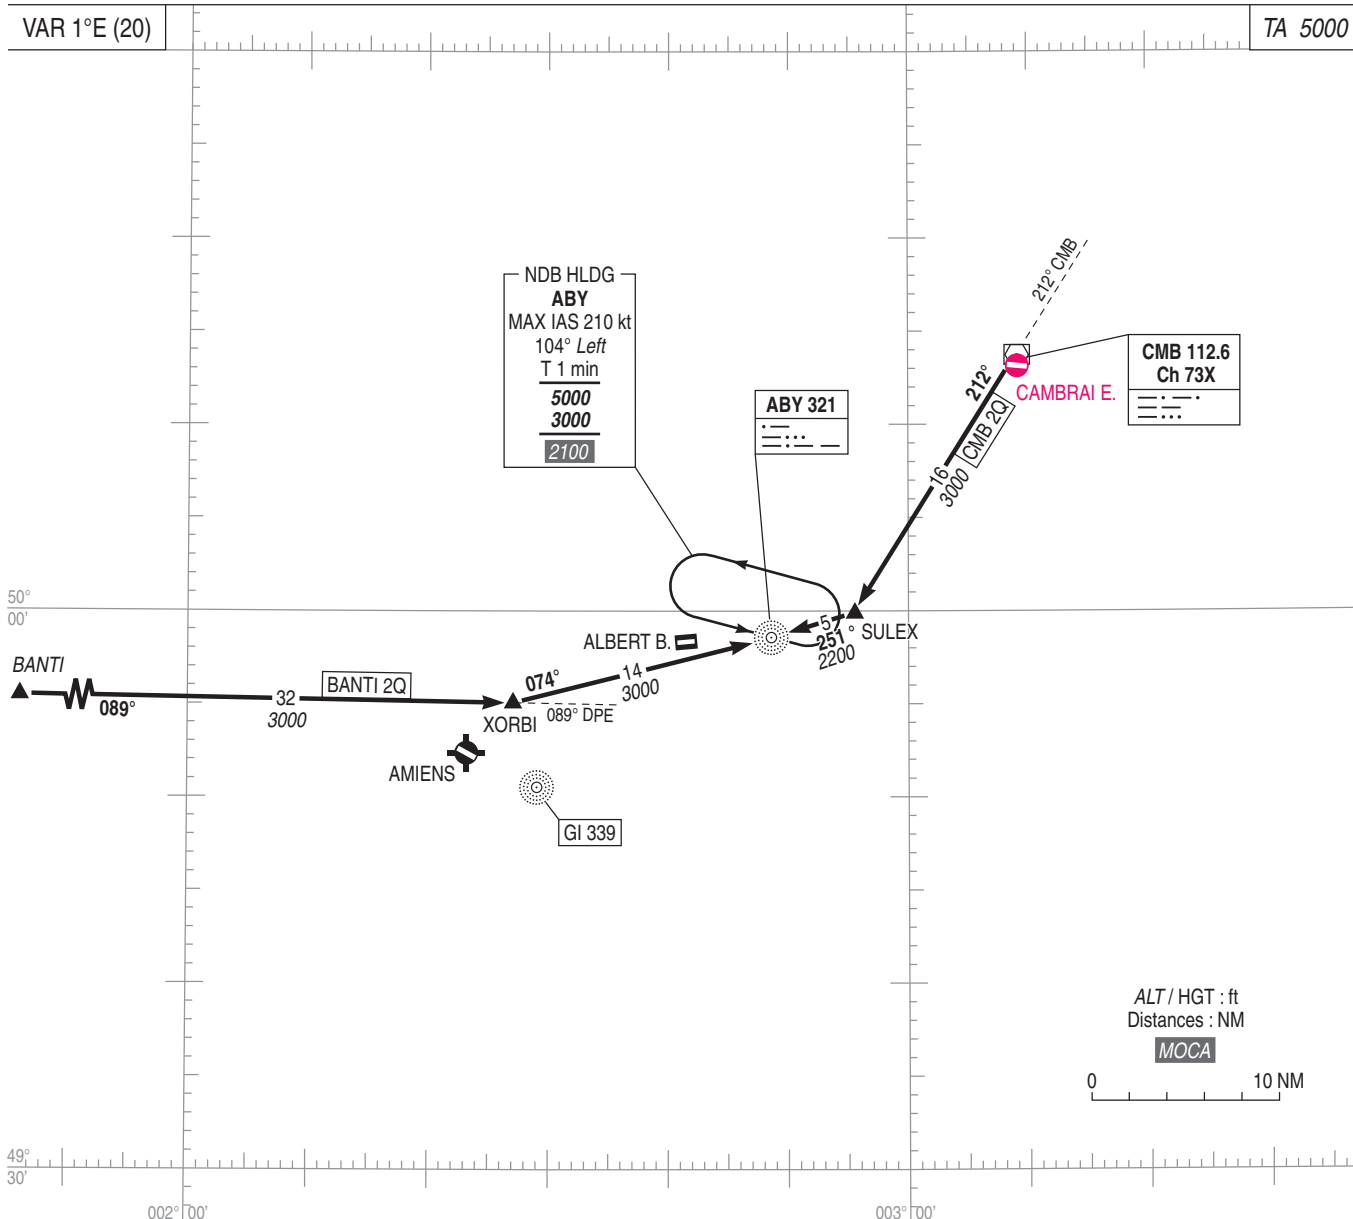 VAR 1°E (20)
TA 5000
212° CMB
NDB HLDG
ABY
MAX IAS 210 kt
104° Left
T 1 min
5000
3000
2100
ABY 321
CMB 112.6
Ch 73X
CAMBRAI E.
212°
CMB 2Q
16
3000
50°
00'
ALBERT B.
5
251°
2200
SULEX
BANTI
089°
32
3000
BANTI 2Q
074°
14
3000
XORBI
089° DPE
AMIENS
GI 339
ALT / HGT : ft
Distances : NM
MOCA
0 10 NM
49°
30'
002° 00'
003° 00'